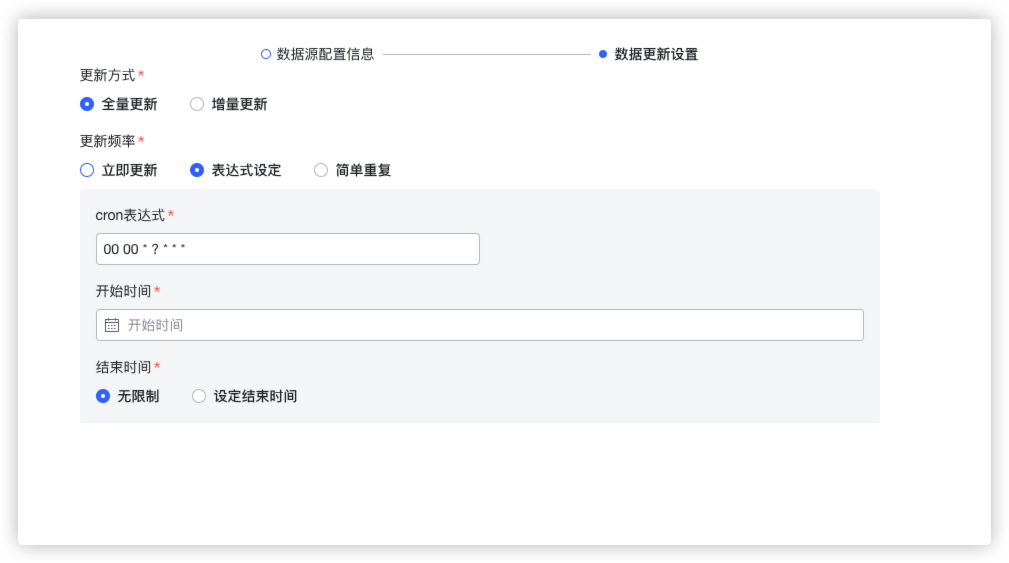 数据源配置信息 数据更新设置
更新方式*
全量更新 增量更新
更新频率*
立即更新 表达式设定 简单重复
cron表达式*
00 00 * ? * * *
开始时间*
开始时间
结束时间*
无限制 设定结束时间